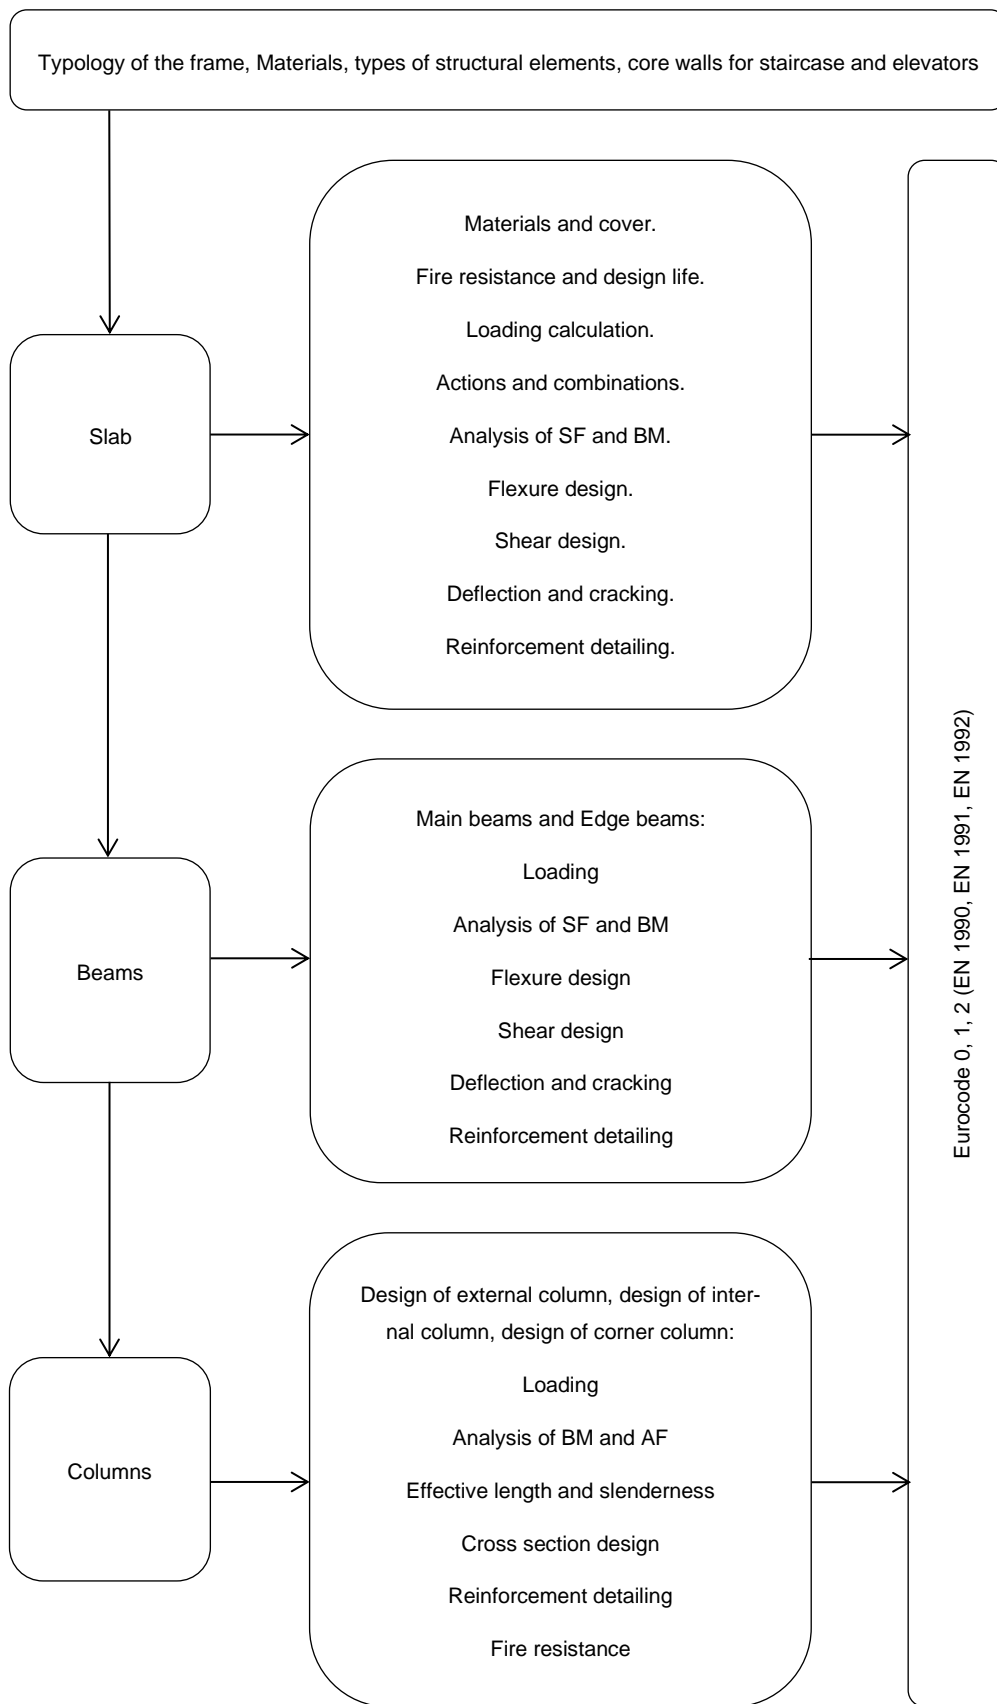 Typology of the frame, Materials, types of structural elements, core walls for staircase and elevators
Slab
Materials and cover.
Fire resistance and design life.
Loading calculation.
Actions and combinations.
Analysis of SF and BM.
Flexure design.
Shear design.
Deflection and cracking.
Reinforcement detailing.
Beams
Main beams and Edge beams:
Loading
Analysis of SF and BM
Flexure design
Shear design
Deflection and cracking
Reinforcement detailing
Columns
Design of external column, design of inter-
nal column, design of corner column:
Loading
Analysis of BM and AF
Effective length and slenderness
Cross section design
Reinforcement detailing
Fire resistance
Eurocode 0, 1, 2 (EN 1990, EN 1991, EN 1992)